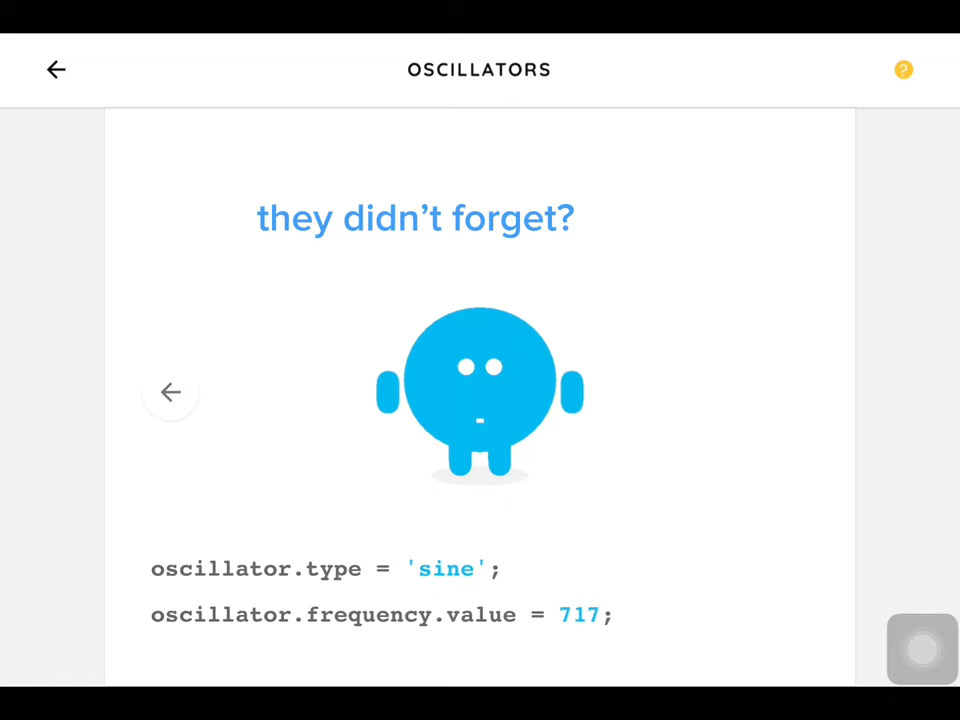 OSCILLATORS
?
they didn’t forget?
oscillator.type = 'sine';
oscillator.frequency.value = 717;